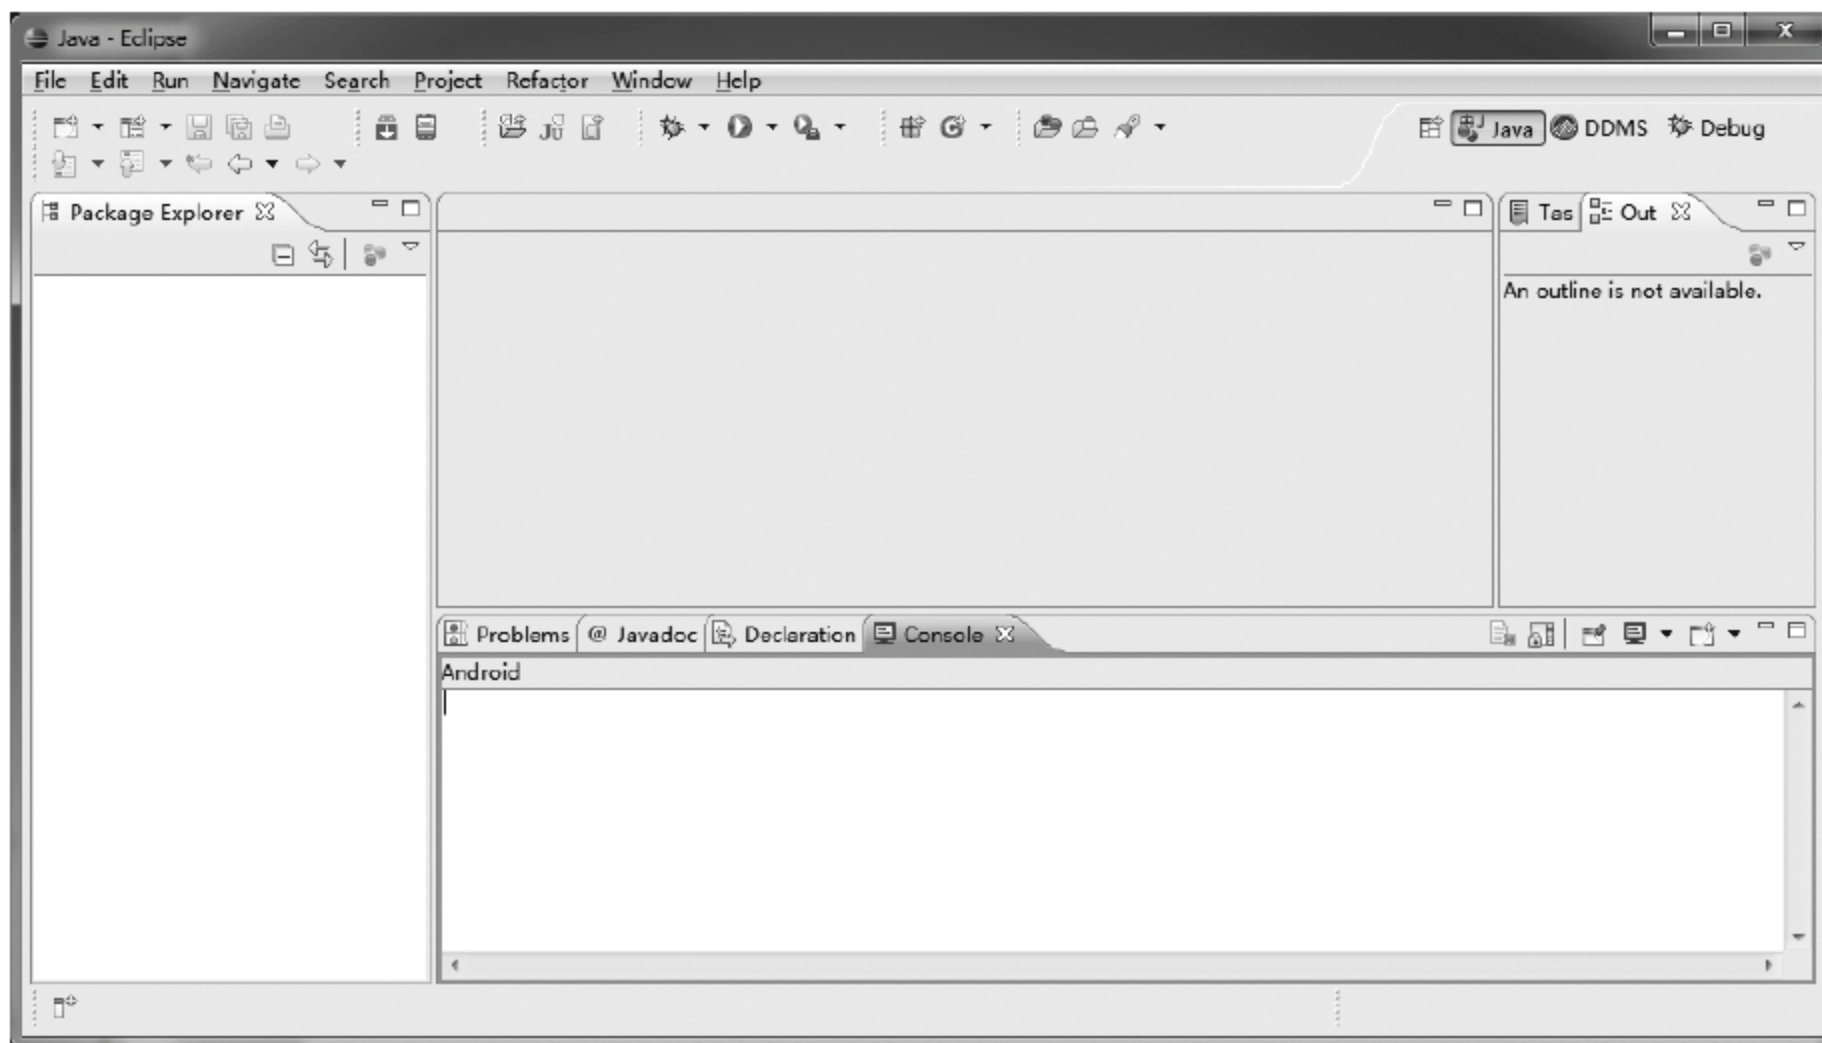 Java - Eclipse
File Edit Run Navigate Search Project Refactor Window Help
Java DDMS Debug
Package Explorer
Tas Out
An outline is not available.
Problems @ Javadoc Declaration Console
Android